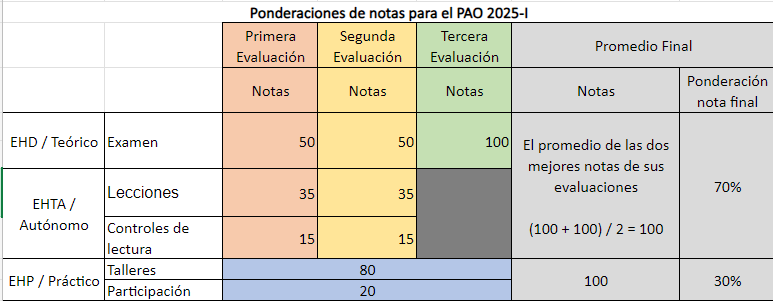 Ponderaciones de notas para el PAO 2025-I
Primera Evaluación
Segunda Evaluación
Tercera Evaluación
Promedio Final
Notas
Notas
Notas
Notas
Ponderación nota final
EHD / Teórico
Examen
50
50
100
El promedio de las dos
mejores notas de sus
evaluaciones
(100 + 100) / 2 = 100
70%
EHTA /
Autónomo
Lecciones
35
35
Controles de
lectura
15
15
EHP / Práctico
Talleres
80
Participación
20
100
30%